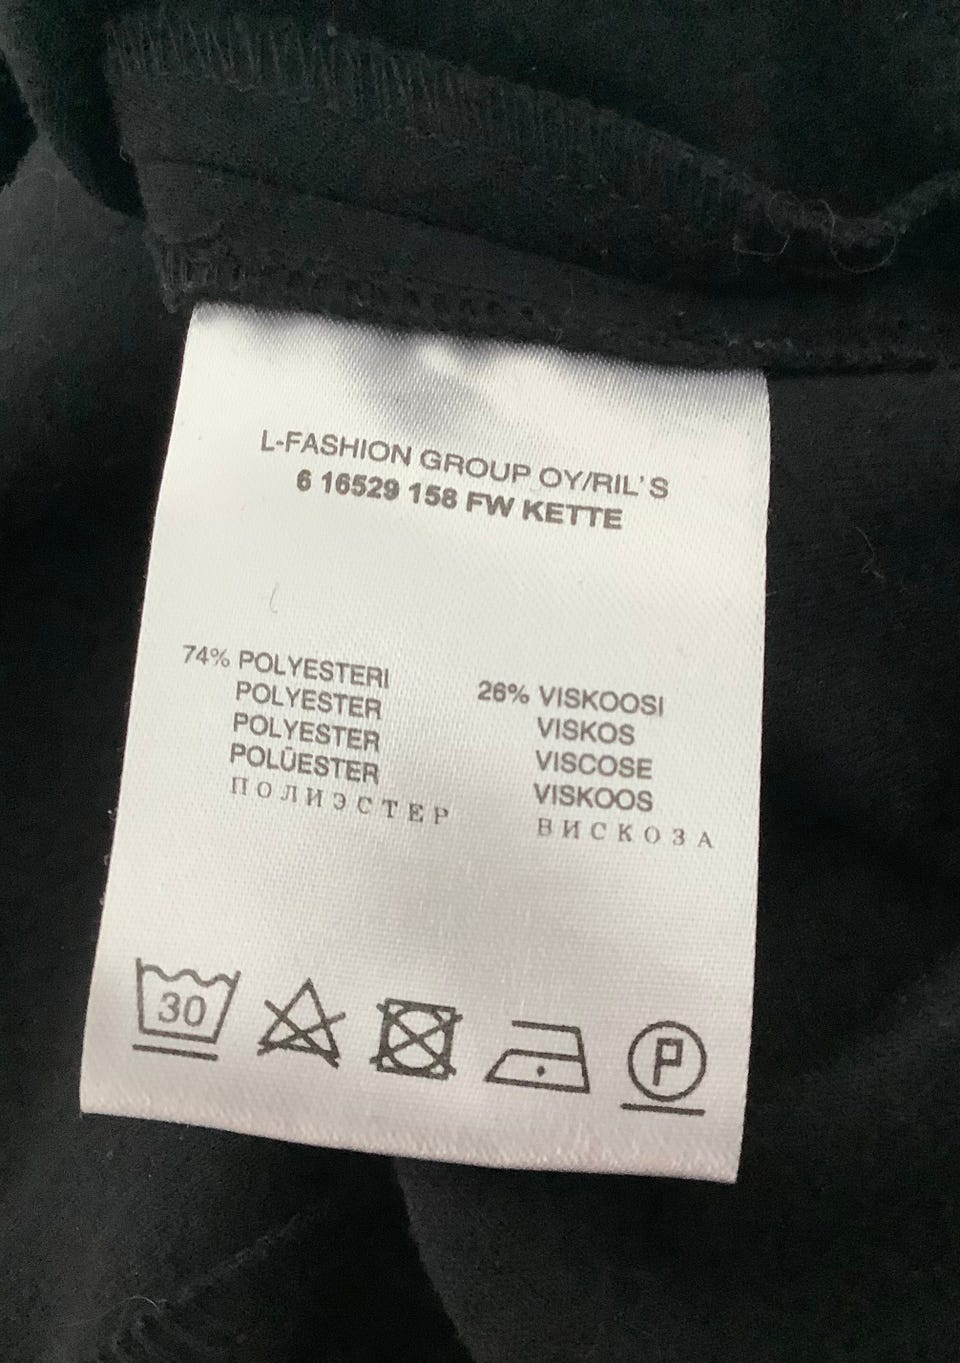 L-FASHION GROUP OY/RIL'S
6 16529 158 FW KETTE
74% POLYESTERI
POLYESTER
POLYESTER
POLÜESTER
ПОЛИЭСТЕР
26% VISKOOSI
VISKOS
VISCOSE
VISKOOS
ВИСКОЗА
30
P